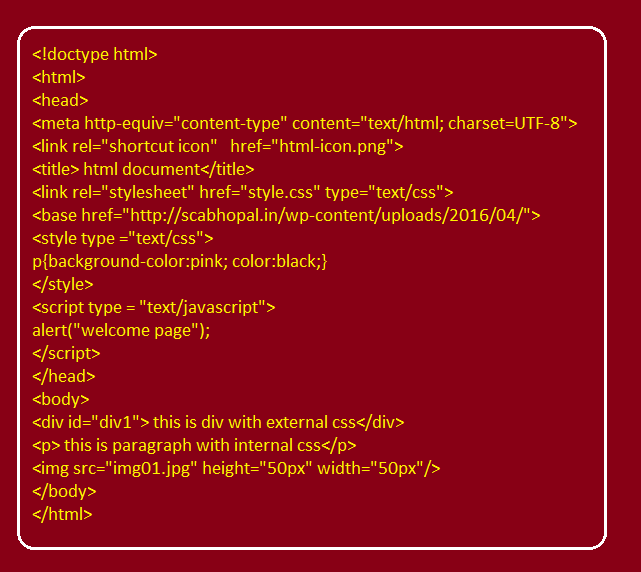 <!doctype html>
<html>
<head>
<meta http-equiv="content-type" content="text/html; charset=UTF-8">
<link rel="shortcut icon"   href="html-icon.png">
<title> html document</title>
<link rel="stylesheet" href="style.css" type="text/css">
<base href="http://scabhopal.in/wp-content/uploads/2016/04/">
<style type ="text/css">
p{background-color:pink; color:black;}
</style>
<script type = "text/javascript">
alert("welcome page");
</script>
</head>
<body>
<div id="div1"> this is div with external css</div>
<p> this is paragraph with internal css</p>
<img src="img01.jpg" height="50px" width="50px"/>
</body>
</html>